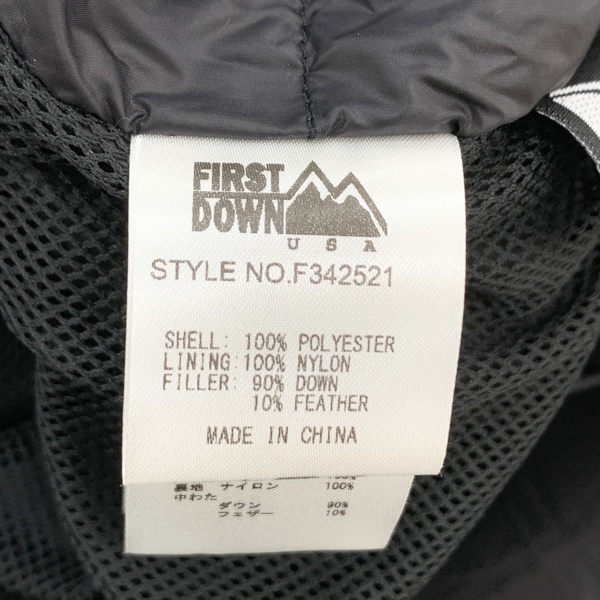 FIRST
DOWN
USA
STYLE NO.F342521
SHELL: 100% POLYESTER
LINING:100% NYLON
FILLER: 90% DOWN
10% FEATHER
MADE IN CHINA
裏地 ナイロン 100%
中わた
ダウン 90%
フェザー 10%